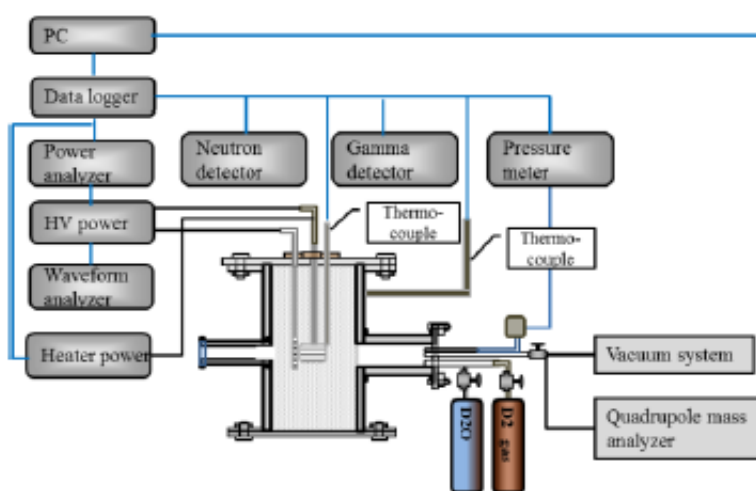 PC
Data logger
Power
analyzer
Neutron
detector
Gamma
detector
Pressure
meter
HV power
Thermo-
couple
Thermo-
couple
Waveform
analyzer
Heater power
Vacuum system
Quadrupole mass
analyzer
D2O
D2 gas